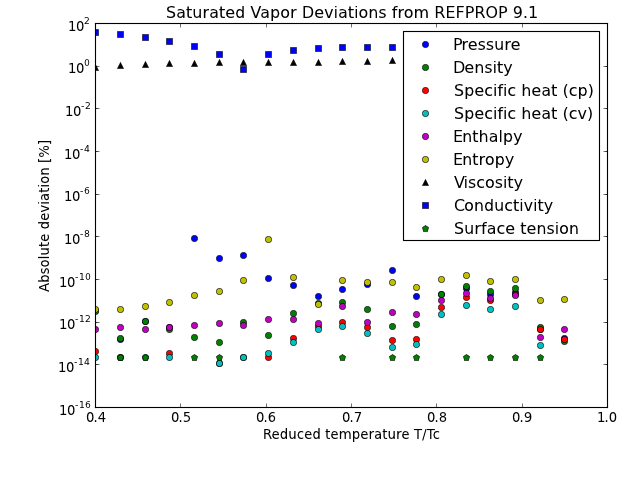 Saturated Vapor Deviations from REFPROP 9.1
10^2
10^0
10^-2
10^-4
10^-6
10^-8
10^-10
10^-12
10^-14
10^-16
Absolute deviation [%]
Pressure
Density
Specific heat (cp)
Specific heat (cv)
Enthalpy
Entropy
Viscosity
Conductivity
Surface tension
0.4 0.5 0.6 0.7 0.8 0.9 1.0
Reduced temperature T/Tc